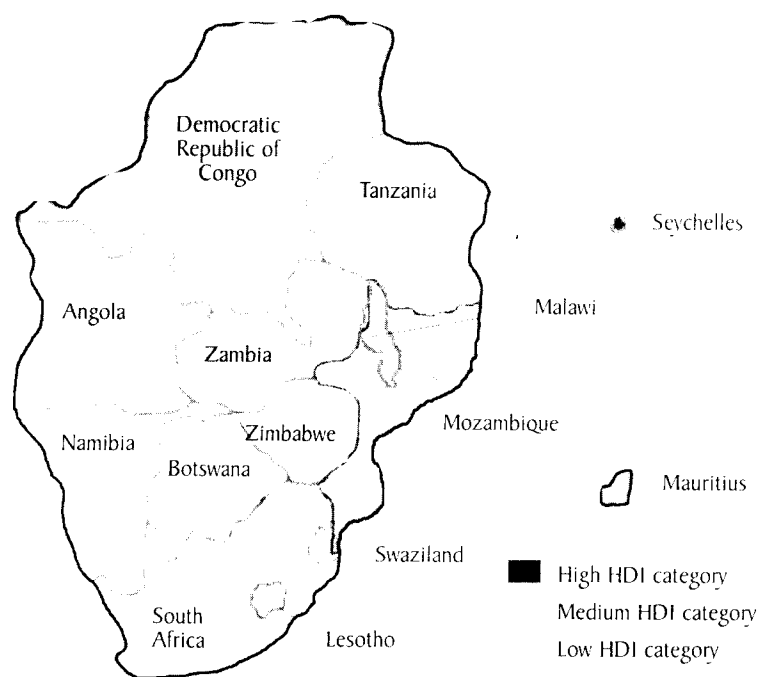 Democratic
Republic of
Congo
Tanzania
Seychelles
Angola
Malawi
Zambia
Mozambique
Namibia
Zimbabwe
Botswana
Mauritius
Swaziland
High HDI category
Medium HDI category
South
Africa
Lesotho
Low HDI category